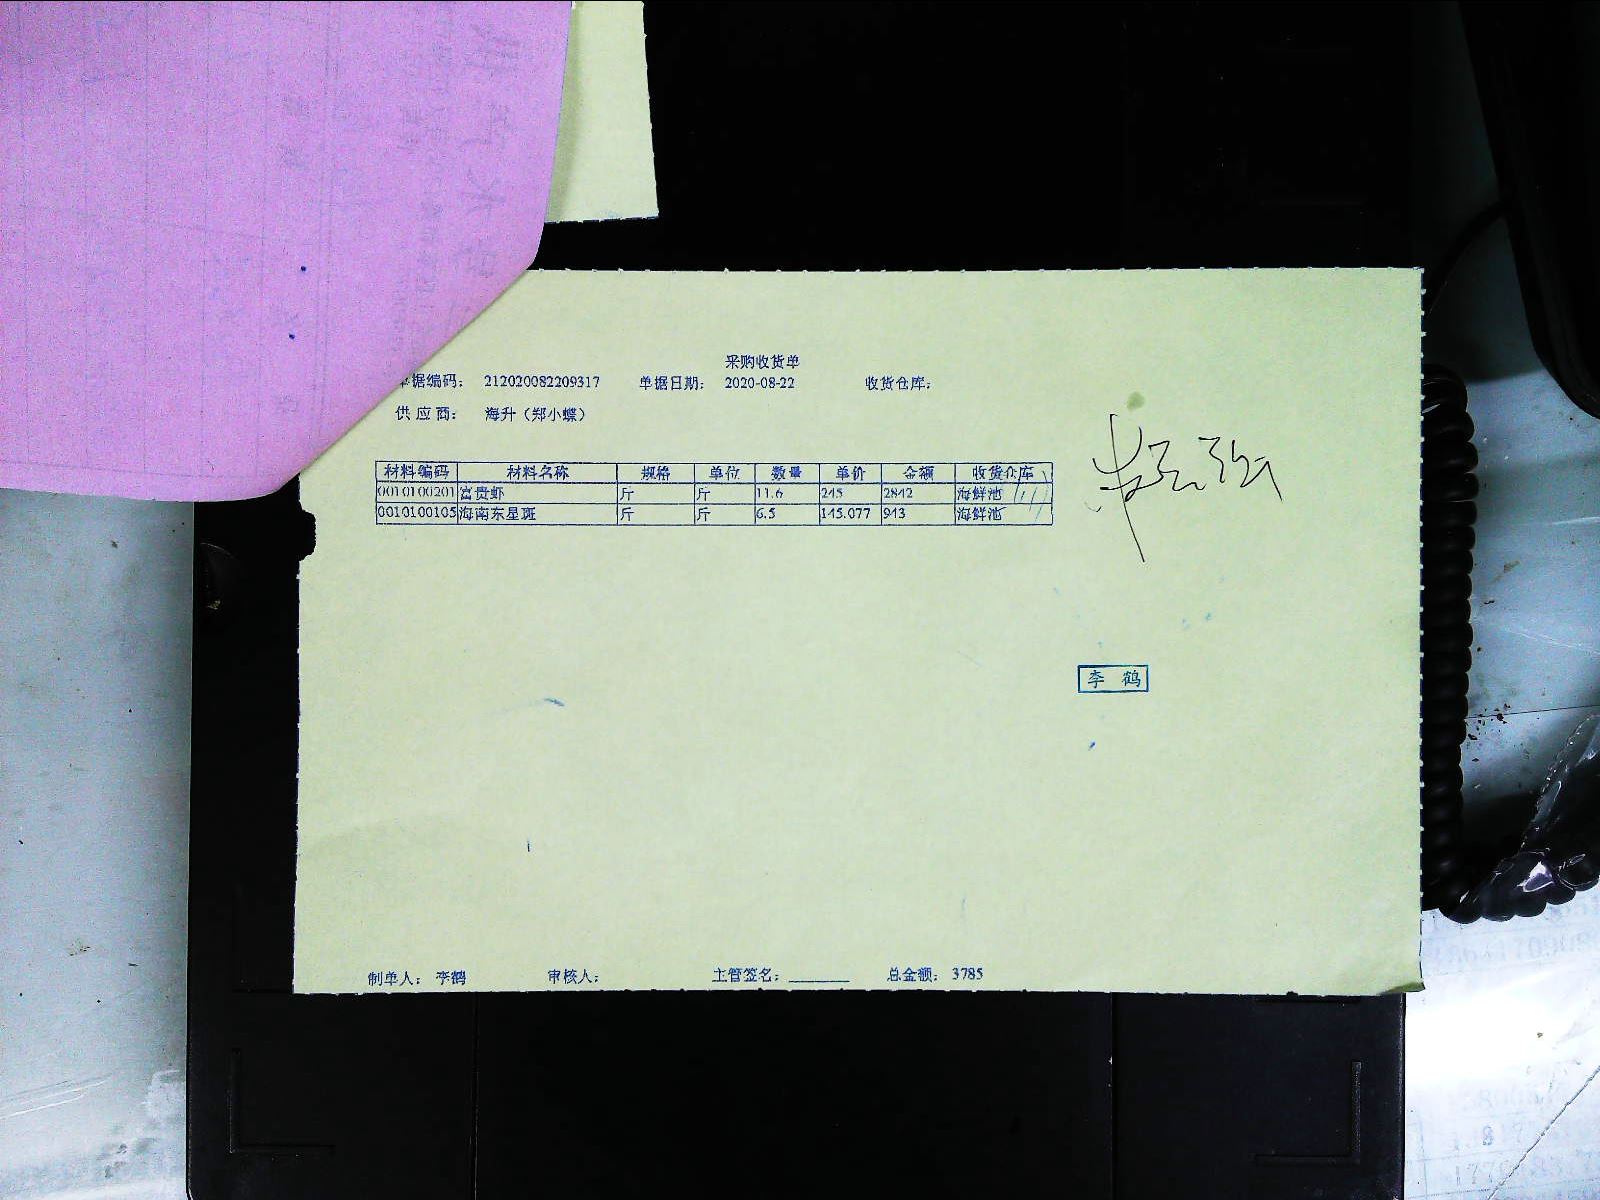 采购收货单
单据编码： 212020082209317 单据日期： 2020-08-22 收货仓库：
供 应 商： 海升（郑小蝶）
材料编码 材料名称 规格 单位 数量 单价 金额 收货仓库
0010100201 富贵虾 斤 斤 11.6 245 2842 海鲜池
0010100105 海南东星斑 斤 斤 6.5 145.077 943 海鲜池
李 鹤
制单人： 李鹤 审核人： 主管签名：______ 总金额： 3785